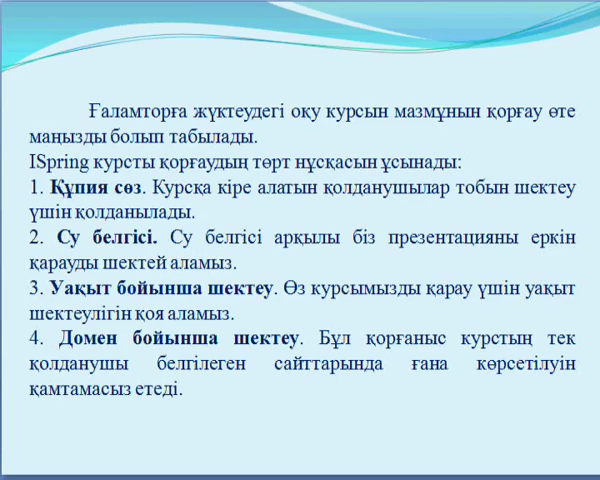 Ғаламторға жүктеудегі оқу курсын мазмұнын қорғау өте
маңызды болып табылады.
ISpring курсты қорғаудың төрт нұсқасын ұсынады:
1. Құпия сөз. Курсқа кіре алатын қолданушылар тобын шектеу
үшін қолданылады.
2. Су белгісі. Су белгісі арқылы біз презентацияны еркін
қарауды шектей аламыз.
3. Уақыт бойынша шектеу. Өз курсымызды қарау үшін уақыт
шектеулігін қоя аламыз.
4. Домен бойынша шектеу. Бұл қорғаныс курстың тек
қолданушы белгілеген сайттарында ғана көрсетілуін
қамтамасыз етеді.